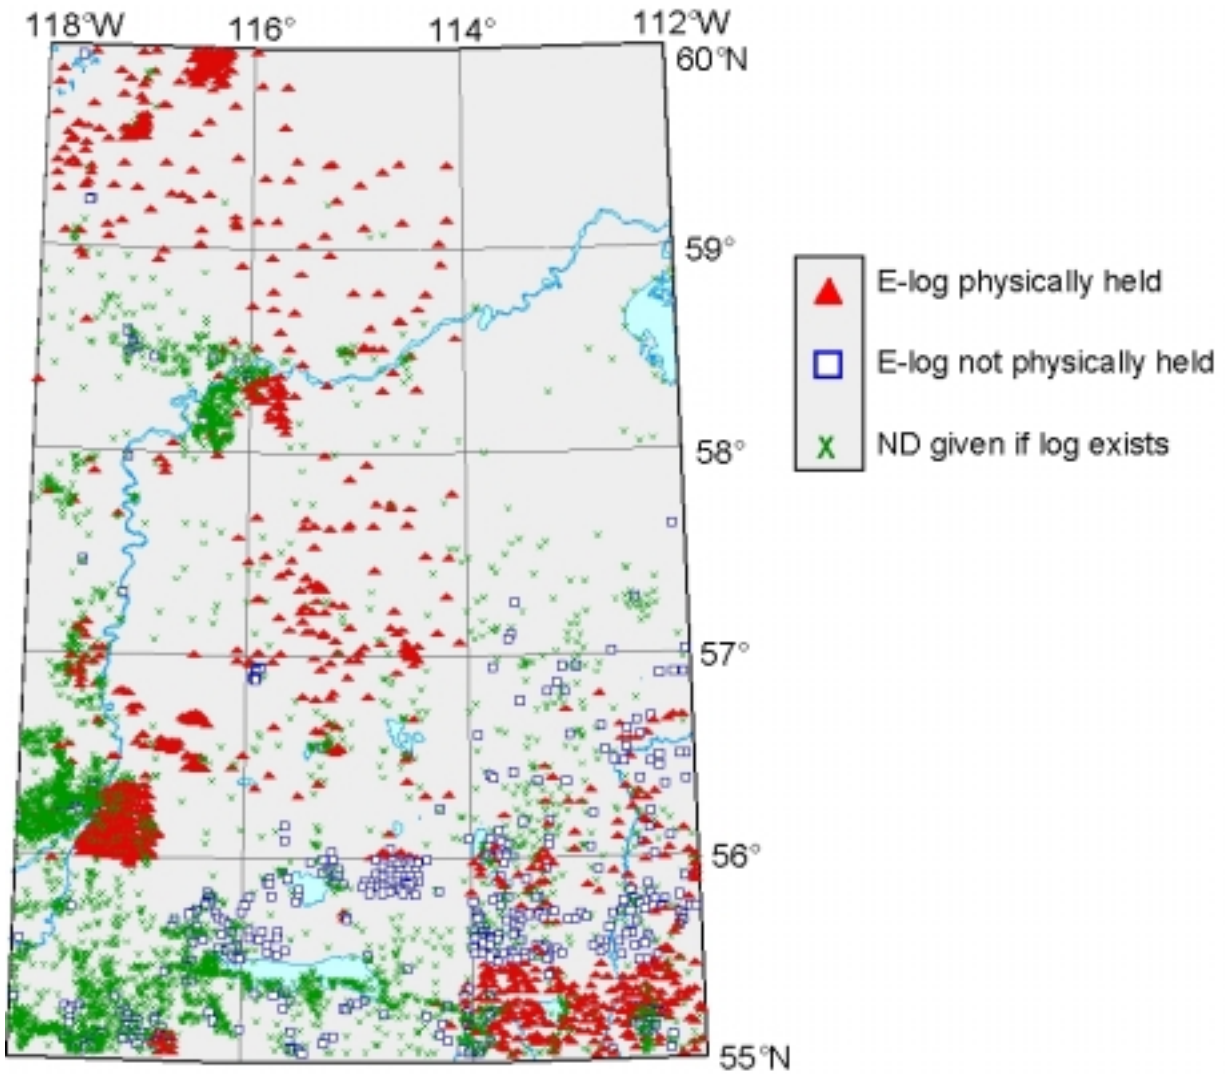 118°W 116° 114° 112°W
60°N
59°
E-log physically held
E-log not physically held
ND given if log exists
58°
57°
56°
55°N